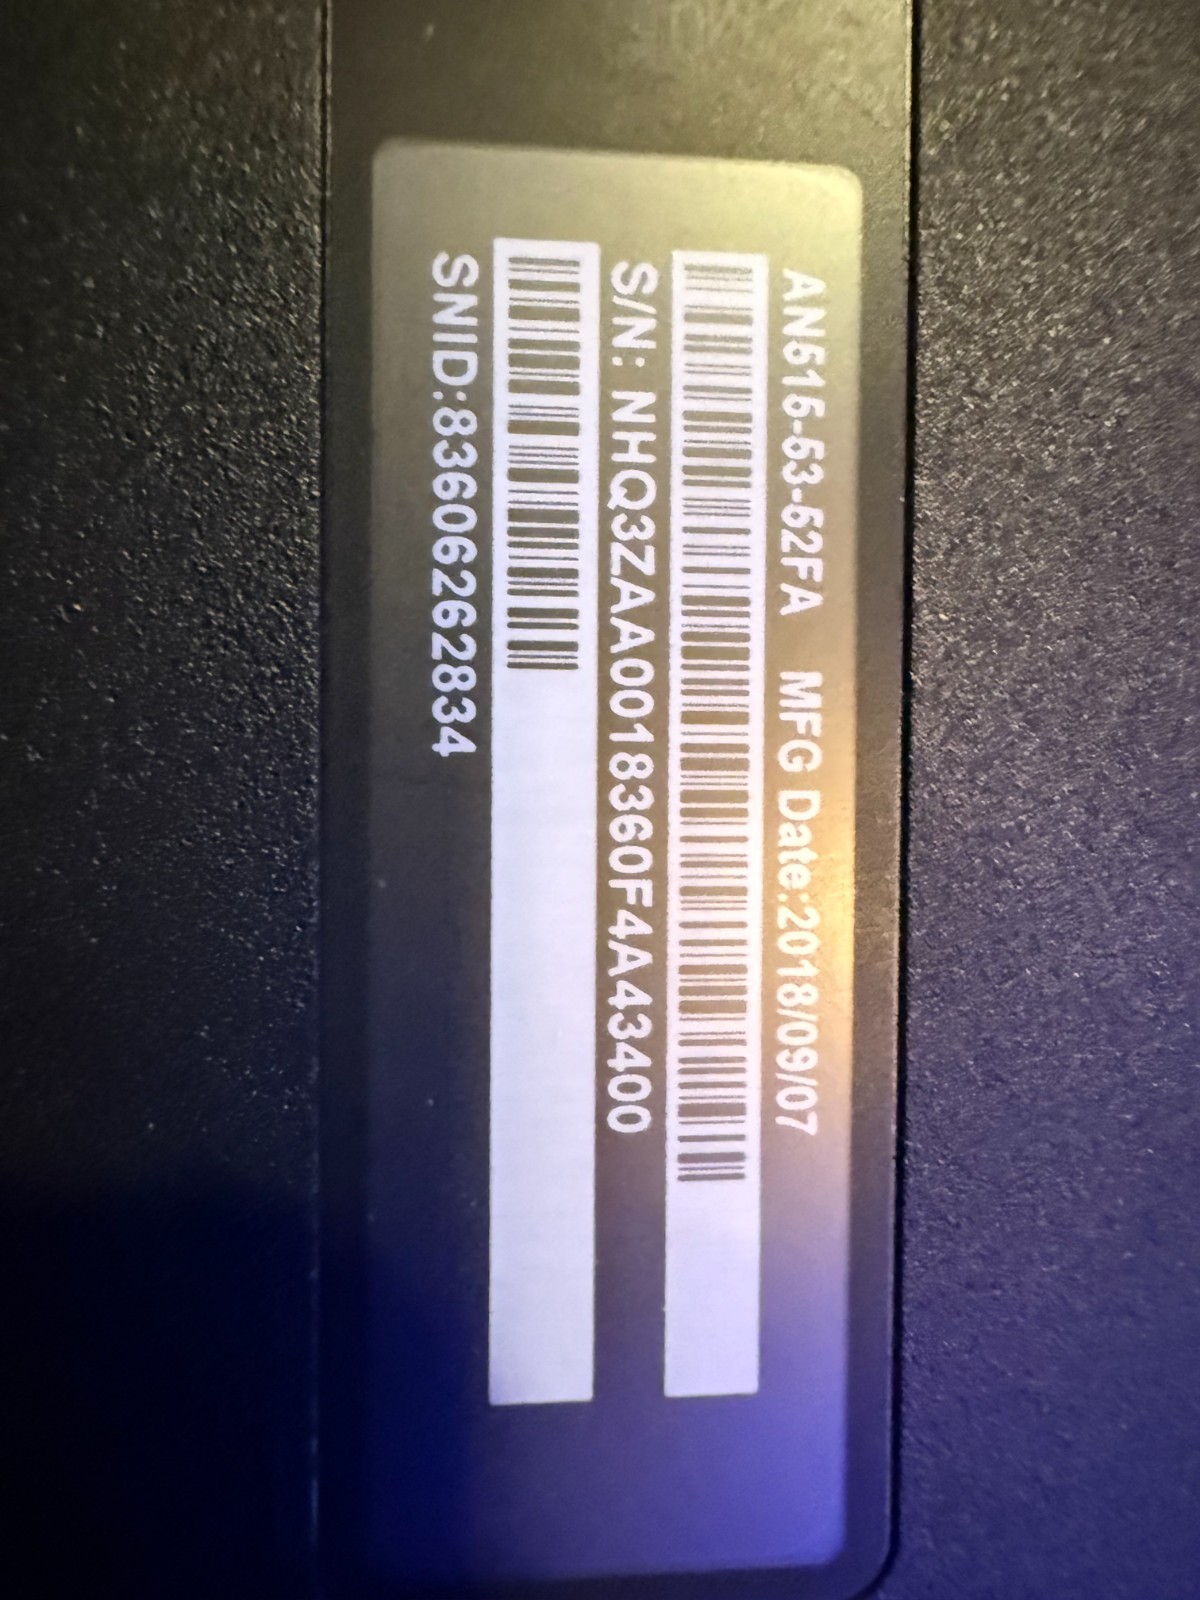 AN515-53-52FA MFG Date:2018/09/07
S/N: NHQ3ZAA0018360F4A43400
SNID:83606262834